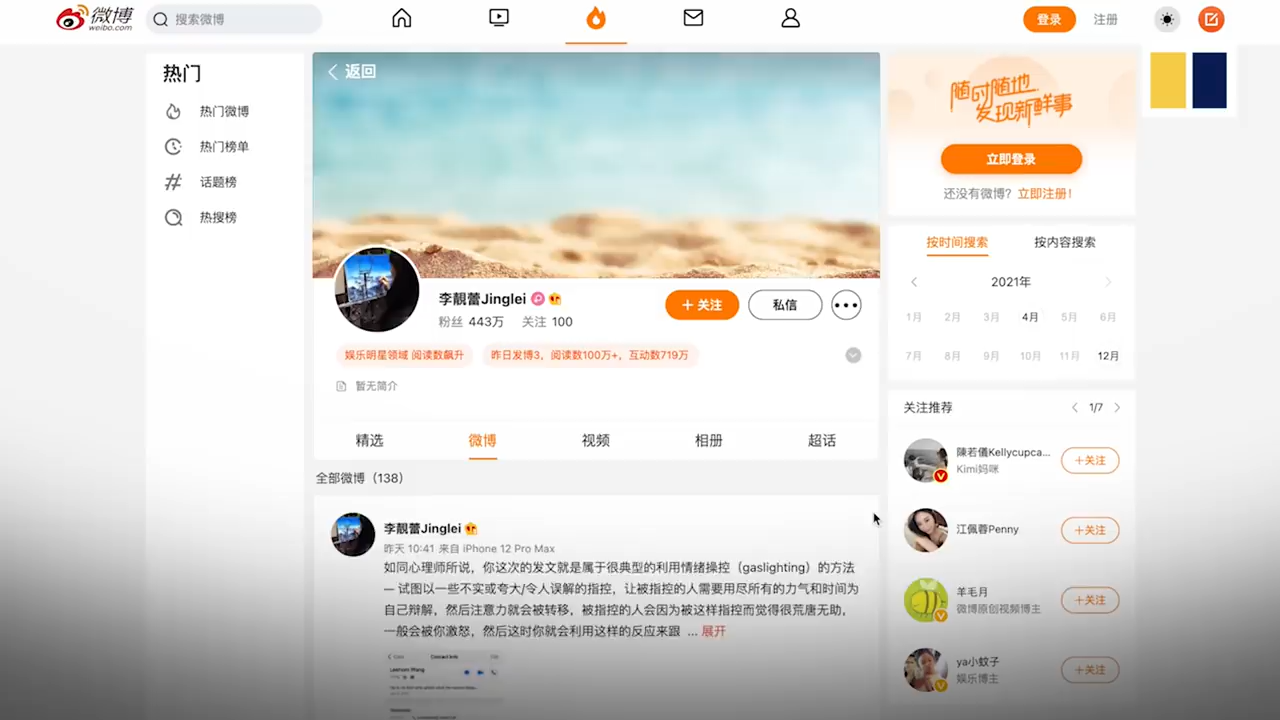 微博
weibo.com
搜索微博
登录
注册
热门
热门微博
热门榜单
话题榜
热搜榜
返回
李靚蕾Jinglei
粉丝 443万 关注 100
+ 关注
私信
娱乐明星领域 阅读数飙升
昨日发博3，阅读数100万+，互动数719万
暂无简介
精选
微博
视频
相册
超话
全部微博（138）
李靚蕾Jinglei
昨天 10:41 来自 iPhone 12 Pro Max
如同心理师所说，你这次的发文就是属于很典型的利用情绪操控（gaslighting）的方法
— 试图以一些不实或夸大/令人误解的指控，让被指控的人需要用尽所有的力气和时间为
自己辩解，然后注意力就会被转移，被指控的人会因为被这样指控而觉得很荒唐无助，
一般会被你激怒，然后这时你就会利用这样的反应来跟 ... 展开
随时随地
发现新鲜事
立即登录
还没有微博？立即注册！
按时间搜索
按内容搜索
2021年
1月 2月 3月 4月 5月 6月
7月 8月 9月 10月 11月 12月
关注推荐
1/7
陳若儀Kellycupca...
Kimi妈咪
+关注
江佩蓉Penny
+关注
羊毛月
微博原创视频博主
+关注
ya小蚊子
娱乐博主
+关注